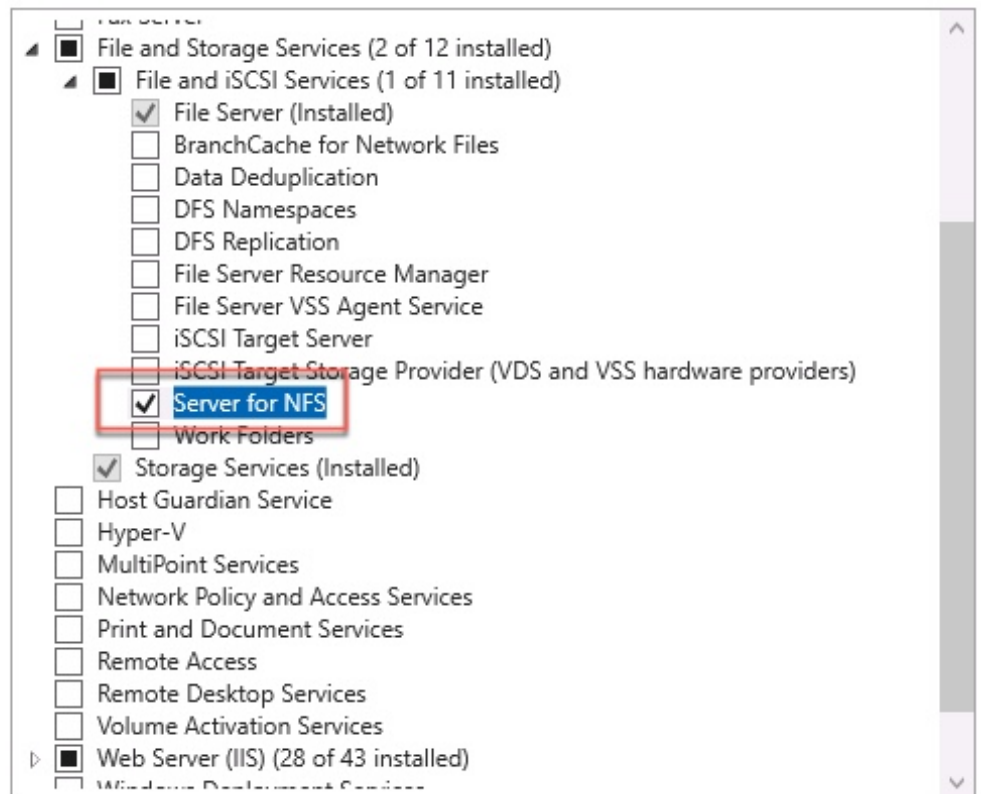 File and Storage Services (2 of 12 installed)
File and iSCSI Services (1 of 11 installed)
File Server (Installed)
BranchCache for Network Files
Data Deduplication
DFS Namespaces
DFS Replication
File Server Resource Manager
File Server VSS Agent Service
iSCSI Target Server
iSCSI Target Storage Provider (VDS and VSS hardware providers)
Server for NFS
Work Folders
Storage Services (Installed)
Host Guardian Service
Hyper-V
MultiPoint Services
Network Policy and Access Services
Print and Document Services
Remote Access
Remote Desktop Services
Volume Activation Services
Web Server (IIS) (28 of 43 installed)
Windows Deployment Services